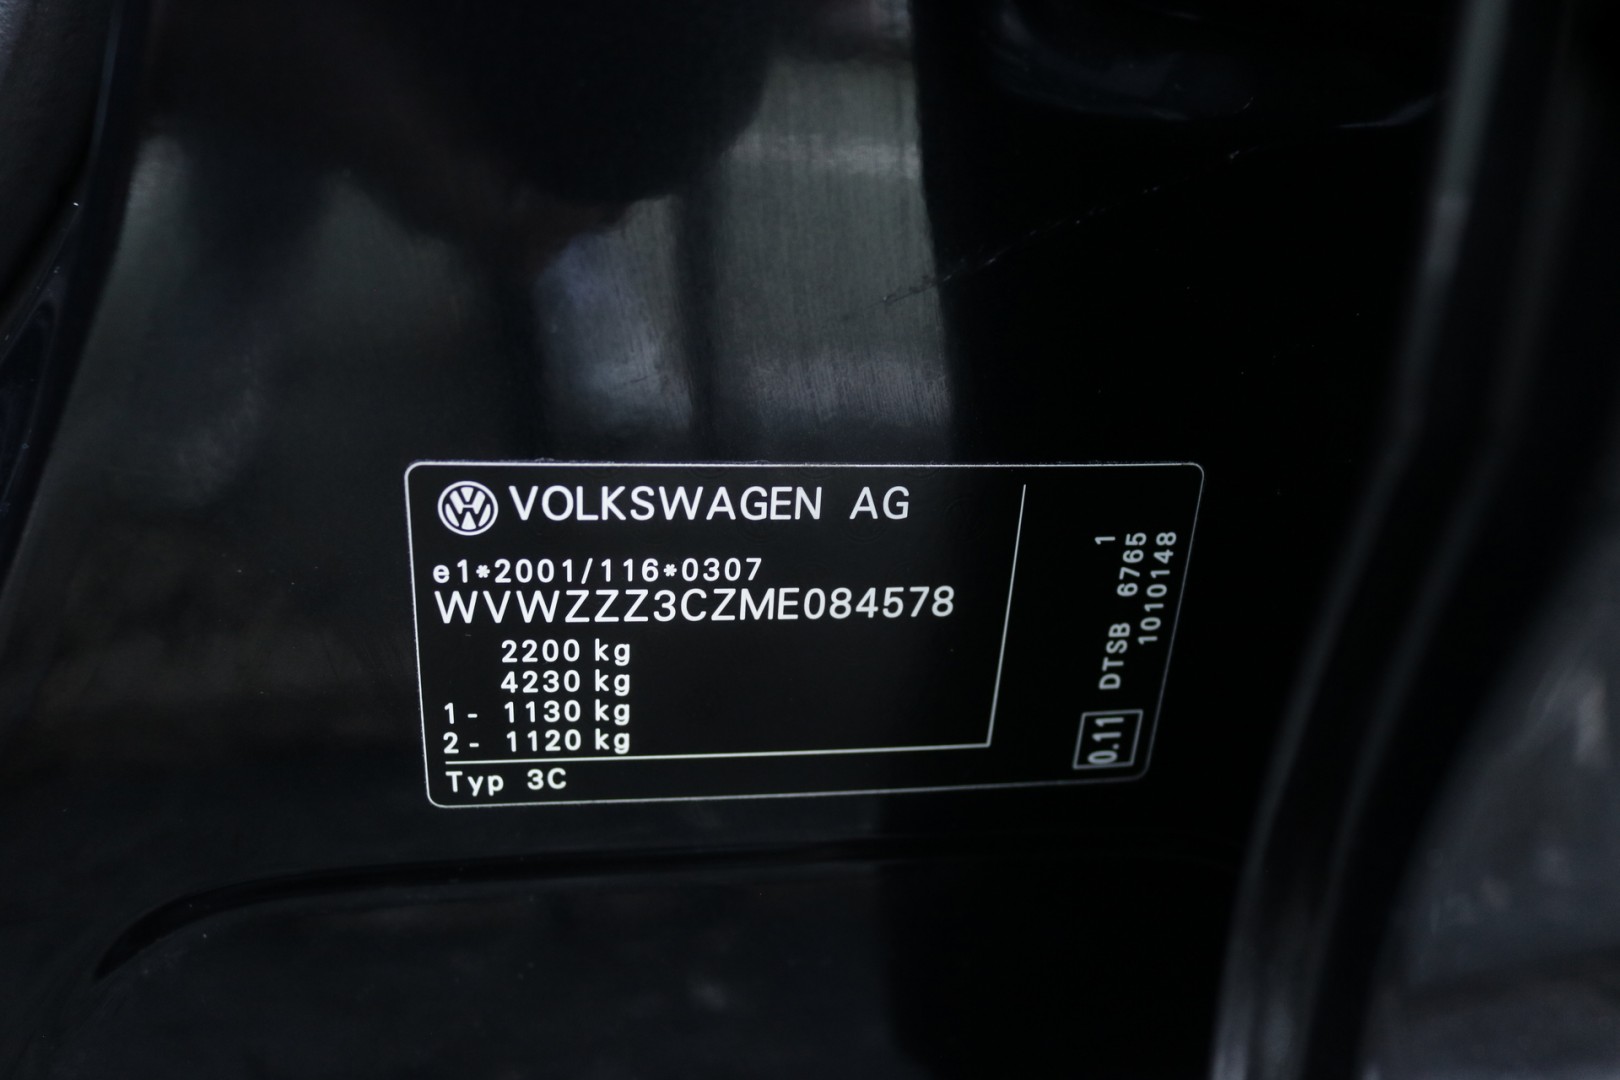 VOLKSWAGEN AG
e1*2001/116*0307
WVWZZZ3CZME084578
2200 kg
4230 kg
1- 1130 kg
2- 1120 kg
Typ 3C
1
DTSB 6765
1010148
0.11